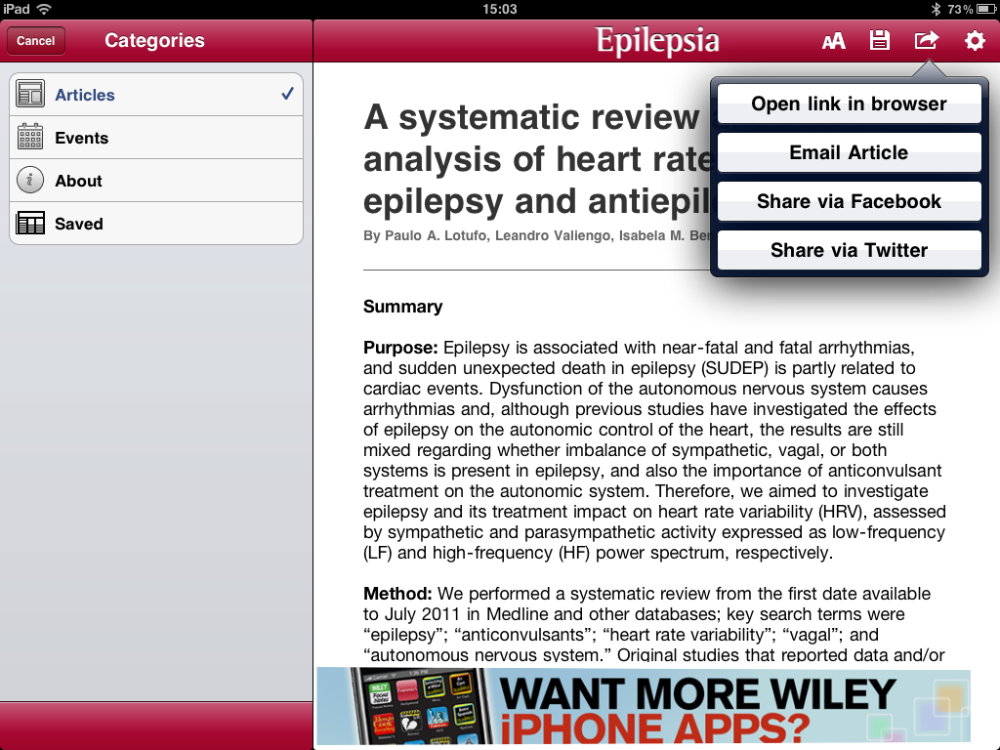 iPad
15:03
73%
Cancel
Categories
Epilepsia
AA
Articles
Events
About
Saved
Open link in browser
Email Article
Share via Facebook
Share via Twitter
A systematic review
analysis of heart rate
epilepsy and antiepil
By Paulo A. Lotufo, Leandro Valiengo, Isabela M. Ben
Summary
Purpose: Epilepsy is associated with near-fatal and fatal arrhythmias,
and sudden unexpected death in epilepsy (SUDEP) is partly related to
cardiac events. Dysfunction of the autonomous nervous system causes
arrhythmias and, although previous studies have investigated the effects
of epilepsy on the autonomic control of the heart, the results are still
mixed regarding whether imbalance of sympathetic, vagal, or both
systems is present in epilepsy, and also the importance of anticonvulsant
treatment on the autonomic system. Therefore, we aimed to investigate
epilepsy and its treatment impact on heart rate variability (HRV), assessed
by sympathetic and parasympathetic activity expressed as low-frequency
(LF) and high-frequency (HF) power spectrum, respectively.
Method: We performed a systematic review from the first date available
to July 2011 in Medline and other databases; key search terms were
“epilepsy”; “anticonvulsants”; “heart rate variability”; “vagal”; and
“autonomous nervous system.” Original studies that reported data and/or
WILEY
WANT MORE WILEY
iPHONE APPS?